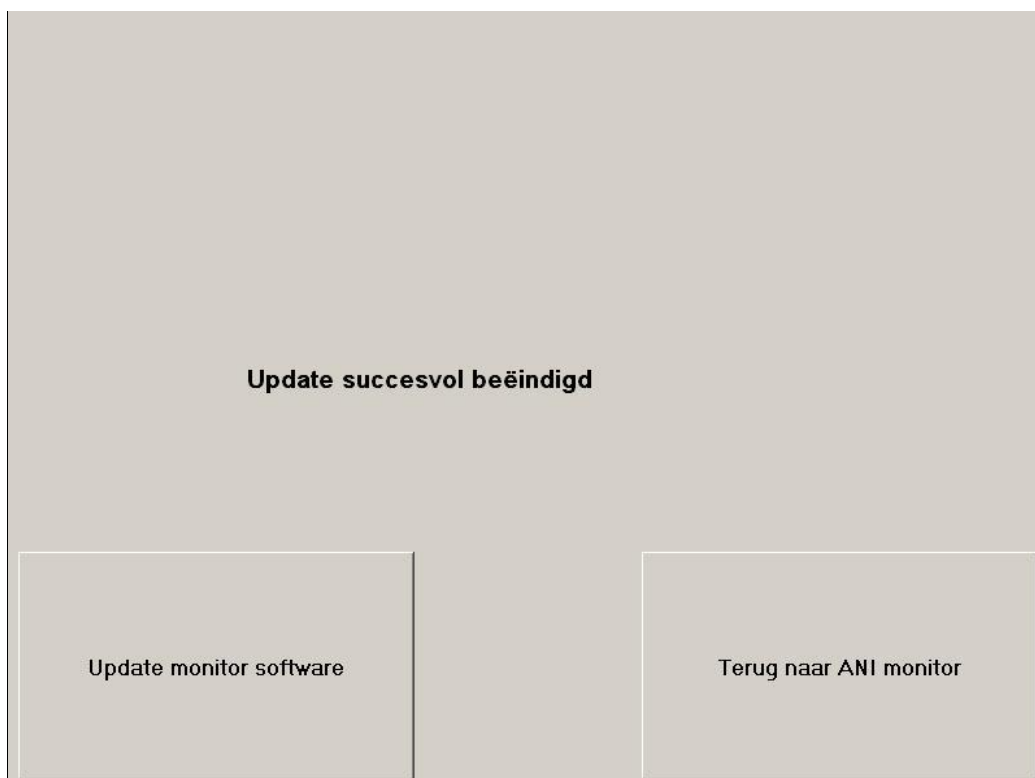 Update succesvol beëindigd
Update monitor software
Terug naar ANI monitor